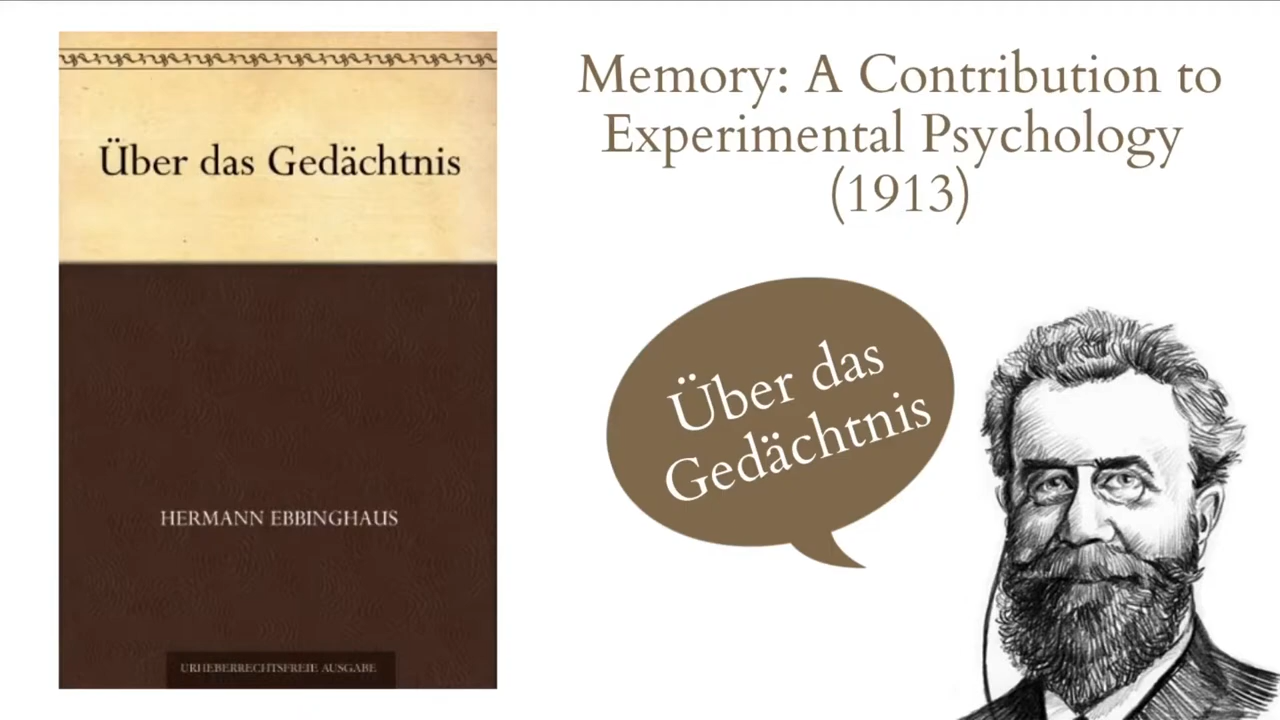 Über das Gedächtnis
HERMANN EBBINGHAUS
URHEBERRECHTSFREIE AUSGABE
Memory: A Contribution to
Experimental Psychology
(1913)
Über das
Gedächtnis